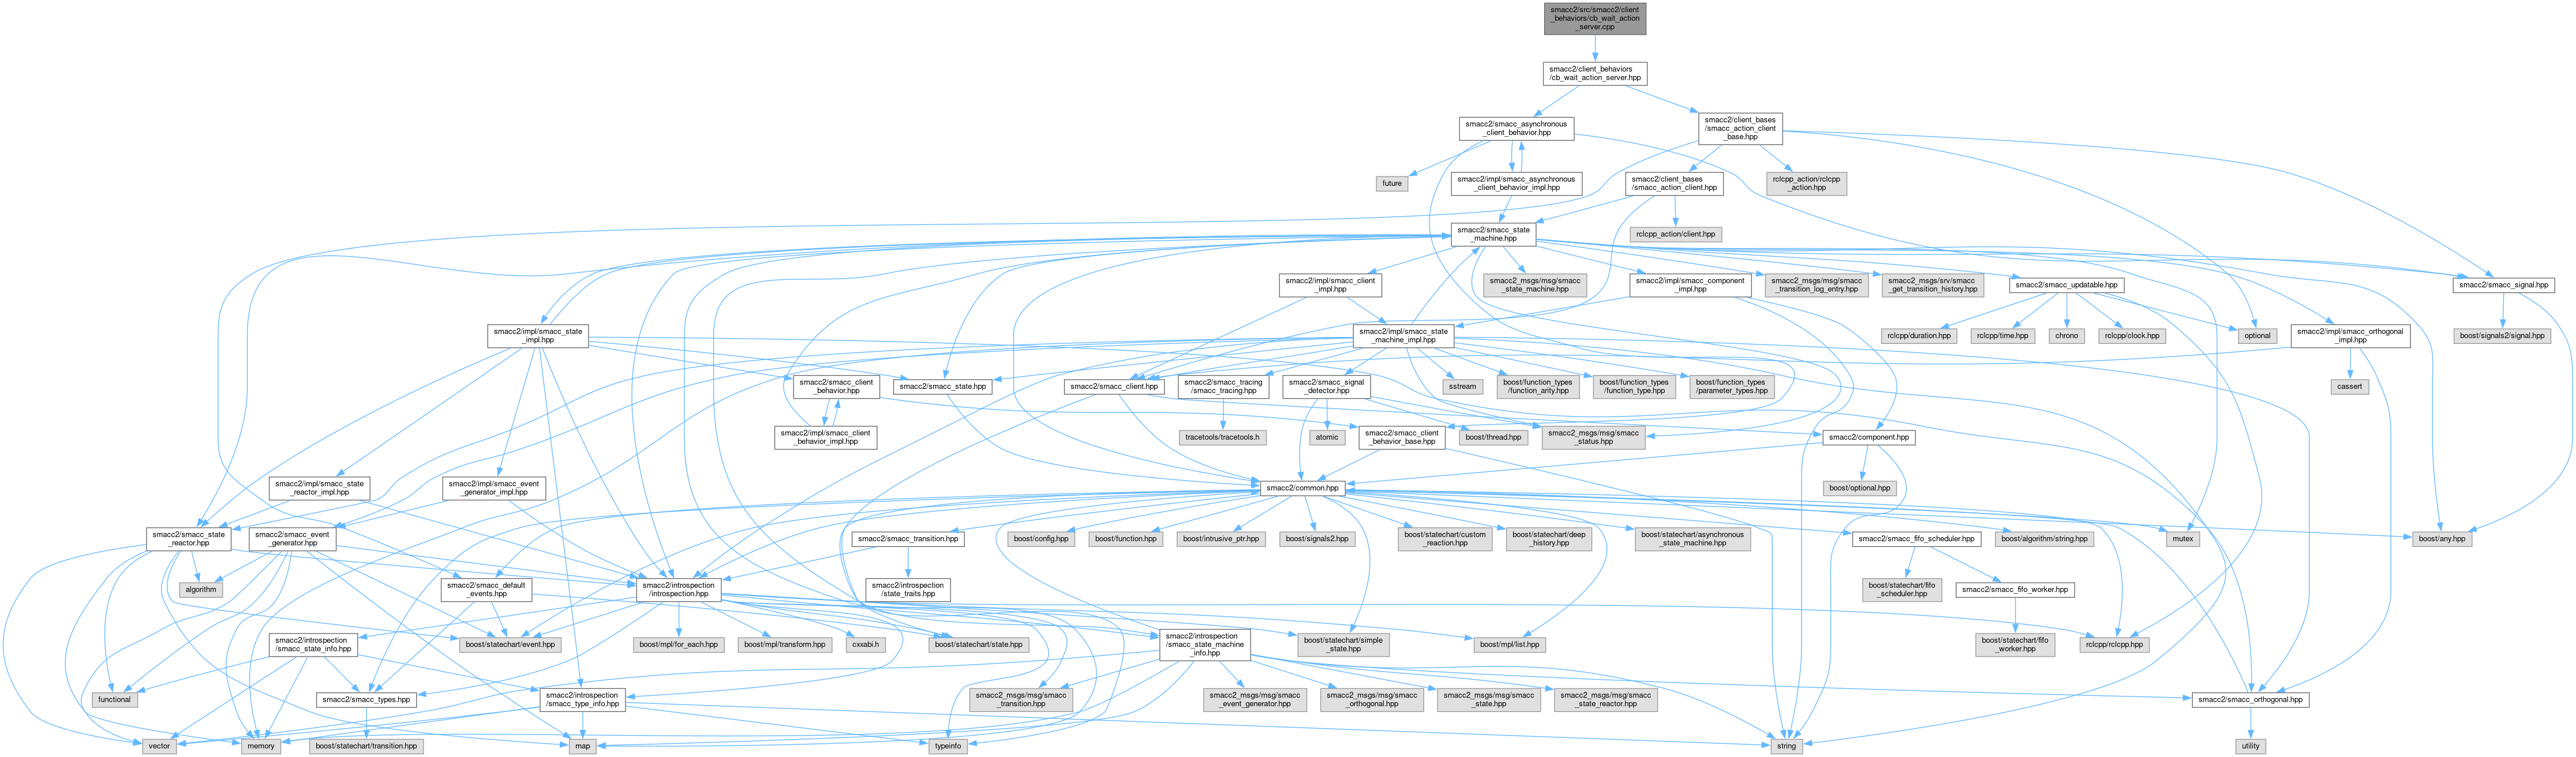 smacc2/src/smacc2/client
_behaviors/cb_wait_action
_server.cpp
smacc2/client_behaviors
/cb_wait_action_server.hpp
smacc2/smacc_asynchronous
_client_behavior.hpp
smacc2/client_bases
/smacc_action_client
_base.hpp
future
smacc2/impl/smacc_asynchronous
_client_behavior_impl.hpp
smacc2/client_bases
/smacc_action_client.hpp
rclcpp_action/rclcpp
_action.hpp
smacc2/smacc_state
_machine.hpp
rclcpp_action/client.hpp
smacc2/impl/smacc_client
_impl.hpp
smacc2_msgs/msg/smacc
_state_machine.hpp
smacc2/impl/smacc_component
_impl.hpp
smacc2_msgs/msg/smacc
_transition_log_entry.hpp
smacc2_msgs/srv/smacc
_get_transition_history.hpp
smacc2/smacc_updatable.hpp
smacc2/smacc_signal.hpp
smacc2/impl/smacc_state
_impl.hpp
smacc2/impl/smacc_state
_machine_impl.hpp
rclcpp/duration.hpp
rclcpp/time.hpp
chrono
rclcpp/clock.hpp
optional
smacc2/impl/smacc_orthogonal
_impl.hpp
boost/signals2/signal.hpp
smacc2/smacc_client
_behavior.hpp
smacc2/smacc_state.hpp
smacc2/smacc_client.hpp
smacc2/smacc_tracing
/smacc_tracing.hpp
smacc2/smacc_signal
_detector.hpp
sstream
boost/function_types
/function_arity.hpp
boost/function_types
/function_type.hpp
boost/function_types
/parameter_types.hpp
cassert
smacc2/impl/smacc_client
_behavior_impl.hpp
tracetools/tracetools.h
atomic
smacc2/smacc_client
_behavior_base.hpp
boost/thread.hpp
smacc2_msgs/msg/smacc
_status.hpp
smacc2/component.hpp
smacc2/impl/smacc_state
_reactor_impl.hpp
smacc2/impl/smacc_event
_generator_impl.hpp
smacc2/common.hpp
boost/optional.hpp
smacc2/smacc_state
_reactor.hpp
smacc2/smacc_event
_generator.hpp
smacc2/smacc_transition.hpp
boost/config.hpp
boost/function.hpp
boost/intrusive_ptr.hpp
boost/signals2.hpp
boost/statechart/custom
_reaction.hpp
boost/statechart/deep
_history.hpp
boost/statechart/asynchronous
_state_machine.hpp
smacc2/smacc_fifo_scheduler.hpp
boost/algorithm/string.hpp
mutex
boost/any.hpp
algorithm
smacc2/smacc_default
_events.hpp
smacc2/introspection
/introspection.hpp
smacc2/introspection
/state_traits.hpp
boost/statechart/fifo
_scheduler.hpp
smacc2/smacc_fifo_worker.hpp
smacc2/introspection
/smacc_state_info.hpp
boost/statechart/event.hpp
boost/mpl/for_each.hpp
boost/mpl/transform.hpp
cxxabi.h
boost/statechart/state.hpp
smacc2/introspection
/smacc_state_machine
_info.hpp
boost/statechart/simple
_state.hpp
boost/mpl/list.hpp
boost/statechart/fifo
_worker.hpp
rclcpp/rclcpp.hpp
functional
smacc2/smacc_types.hpp
smacc2/introspection
/smacc_type_info.hpp
smacc2_msgs/msg/smacc
_transition.hpp
smacc2_msgs/msg/smacc
_event_generator.hpp
smacc2_msgs/msg/smacc
_orthogonal.hpp
smacc2_msgs/msg/smacc
_state.hpp
smacc2_msgs/msg/smacc
_state_reactor.hpp
smacc2/smacc_orthogonal.hpp
vector
memory
boost/statechart/transition.hpp
map
typeinfo
string
utility